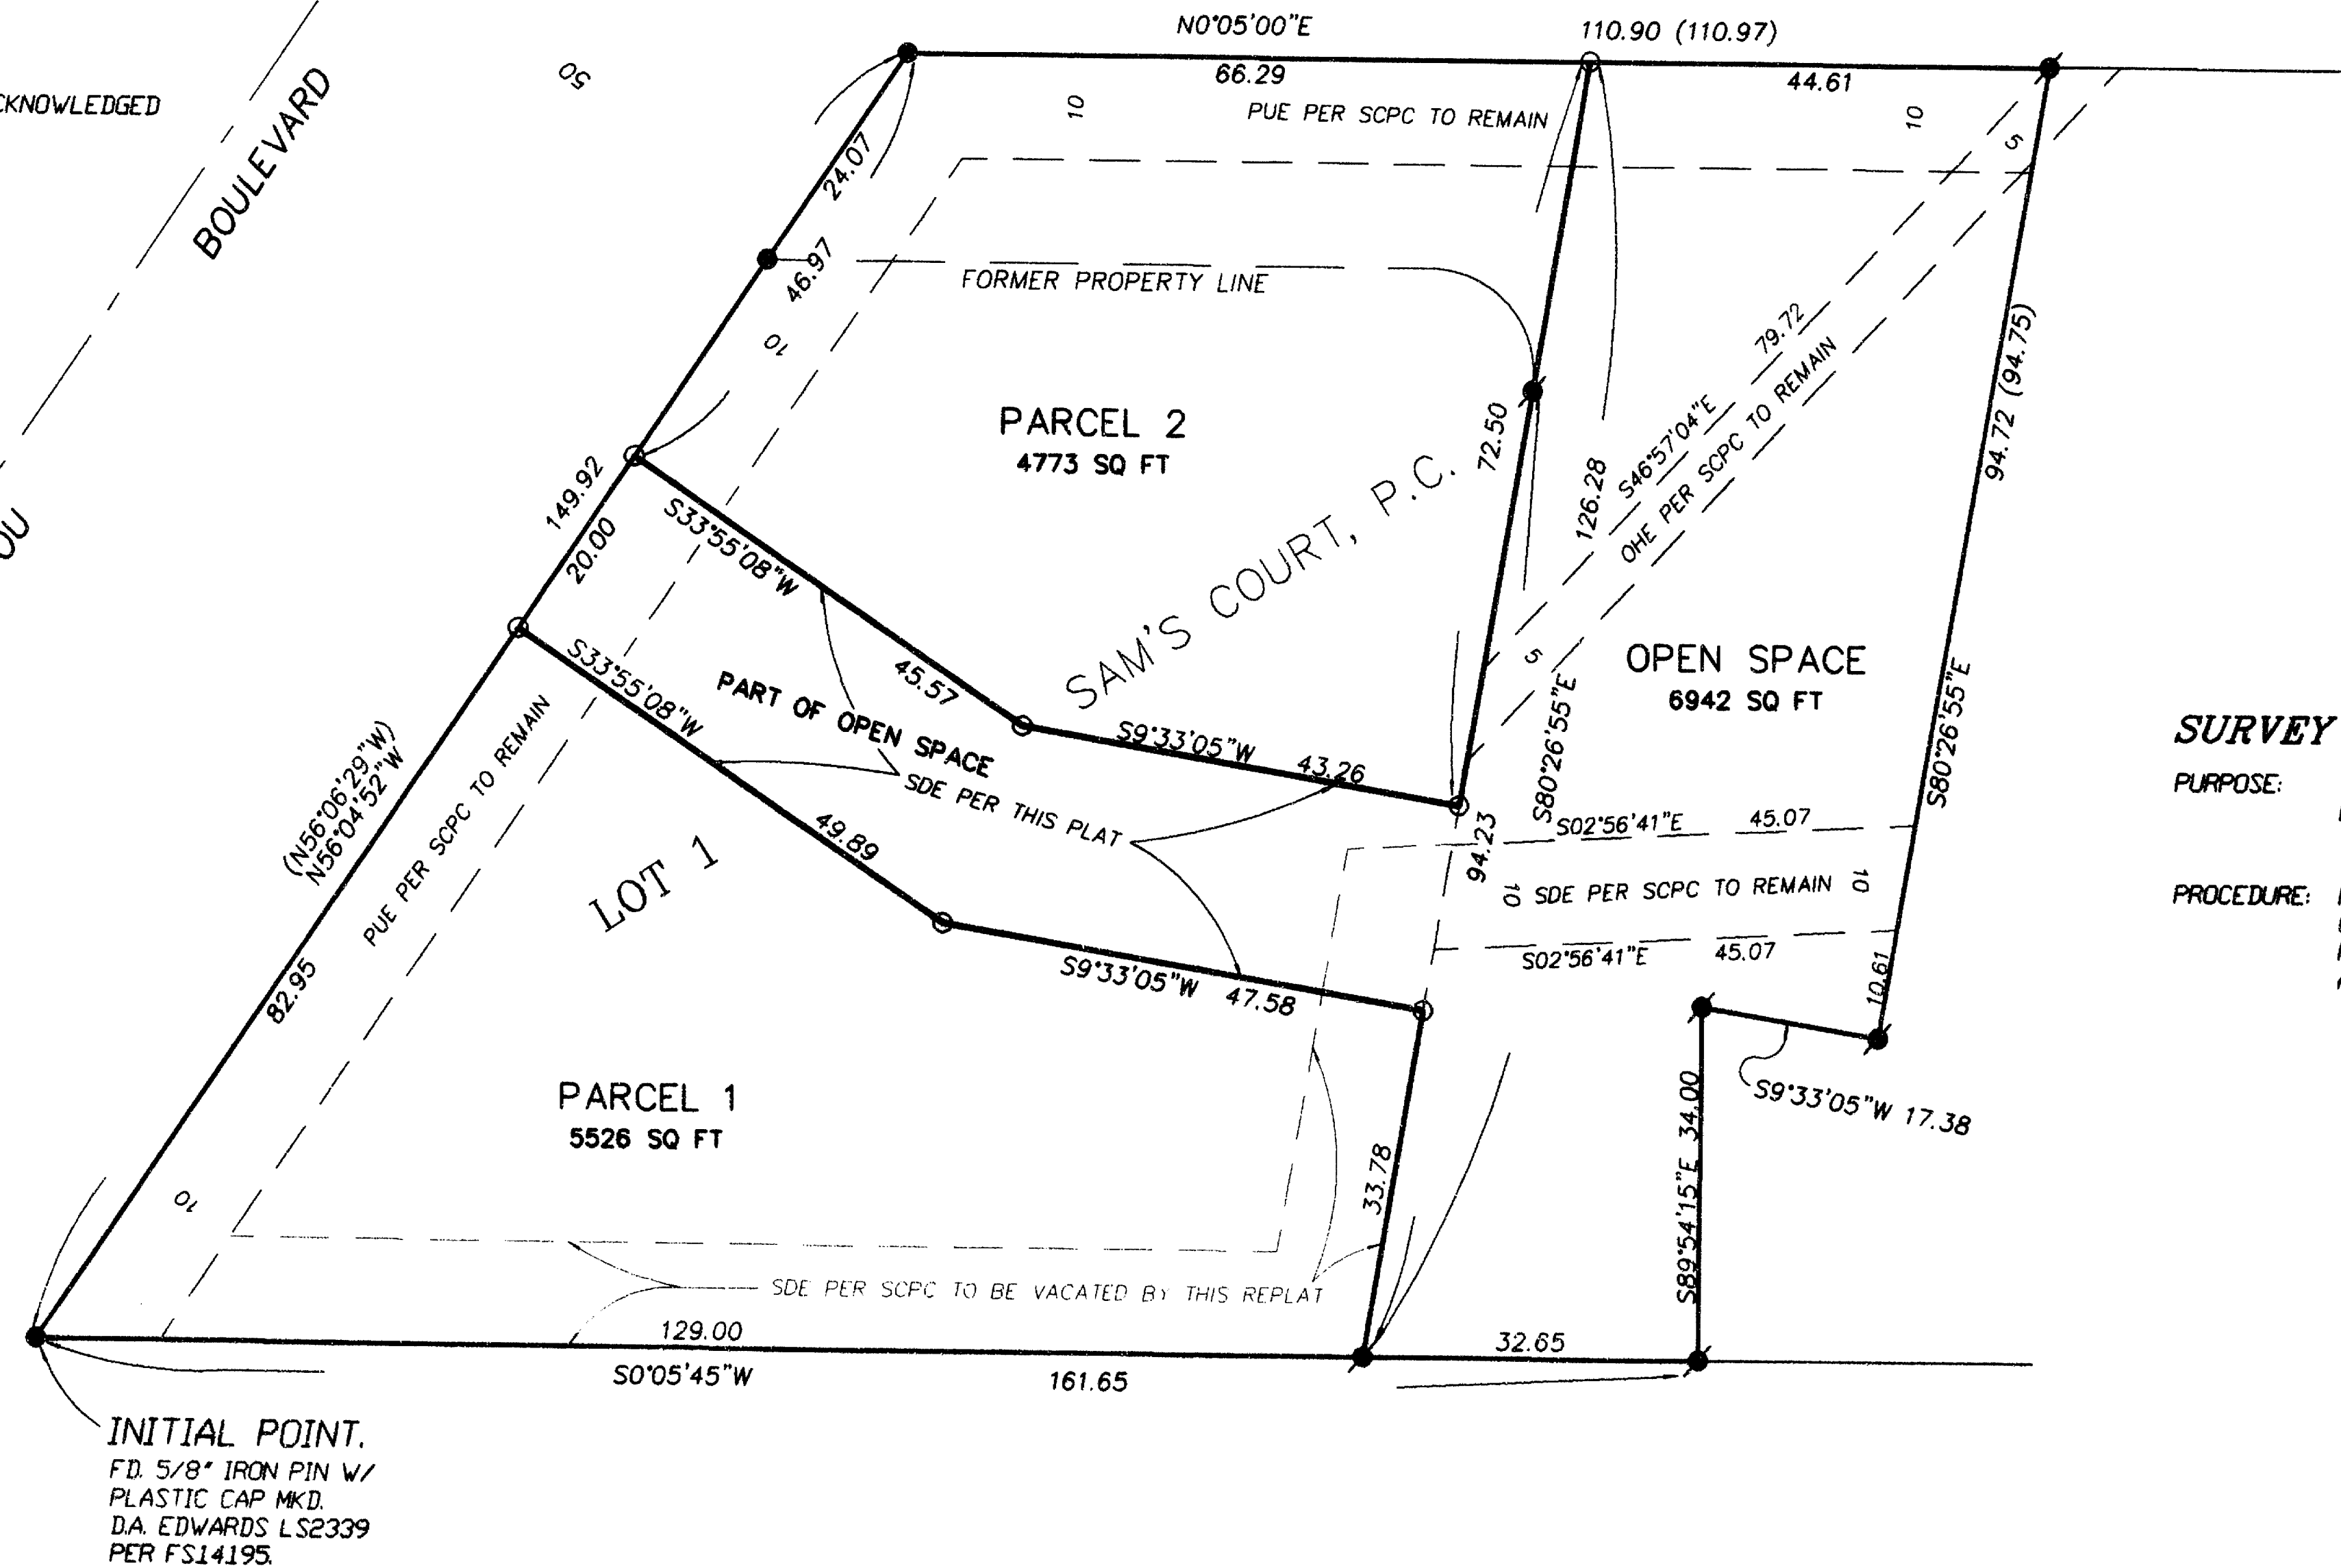 N0°05'00"E
110.90 (110.97)
66.29
44.61
50
CKNOWLEDGED
BOULEVARD
OU
10
PUE PER SCPC TO REMAIN
10
5
24.07
46.97
10
FORMER PROPERTY LINE
79.72
S46°57'04"E
OHE PER SCPC TO REMAIN
94.72 (94.75)
S80°26'55"E
PARCEL 2
4773 SQ FT
72.50
126.28
149.92
20.00
S33°55'08"W
45.57
SAM'S COURT, P.C.
5
S80°26'55"E
OPEN SPACE
6942 SQ FT
S33°55'08"W
49.89
PART OF OPEN SPACE
S9°33'05"W 43.26
SDE PER THIS PLAT
94.23
S02°56'41"E 45.07
10 SDE PER SCPC TO REMAIN 10
S02°56'41"E 45.07
10.61
SURVEY
PURPOSE:
PROCEDURE:
(N56°06'29"W)
N56°04'52"W
PUE PER SCPC TO REMAIN
LOT 1
82.95
S9°33'05"W 47.58
S9°33'05"W 17.38
S89°54'15"E 34.00
PARCEL 1
5526 SQ FT
33.78
10
SDE PER SCPC TO BE VACATED BY THIS REPLAT
129.00
32.65
S0°05'45"W
161.65
INITIAL POINT.
FD. 5/8" IRON PIN W/
PLASTIC CAP MKD.
D.A. EDWARDS LS2339
PER FS14195.